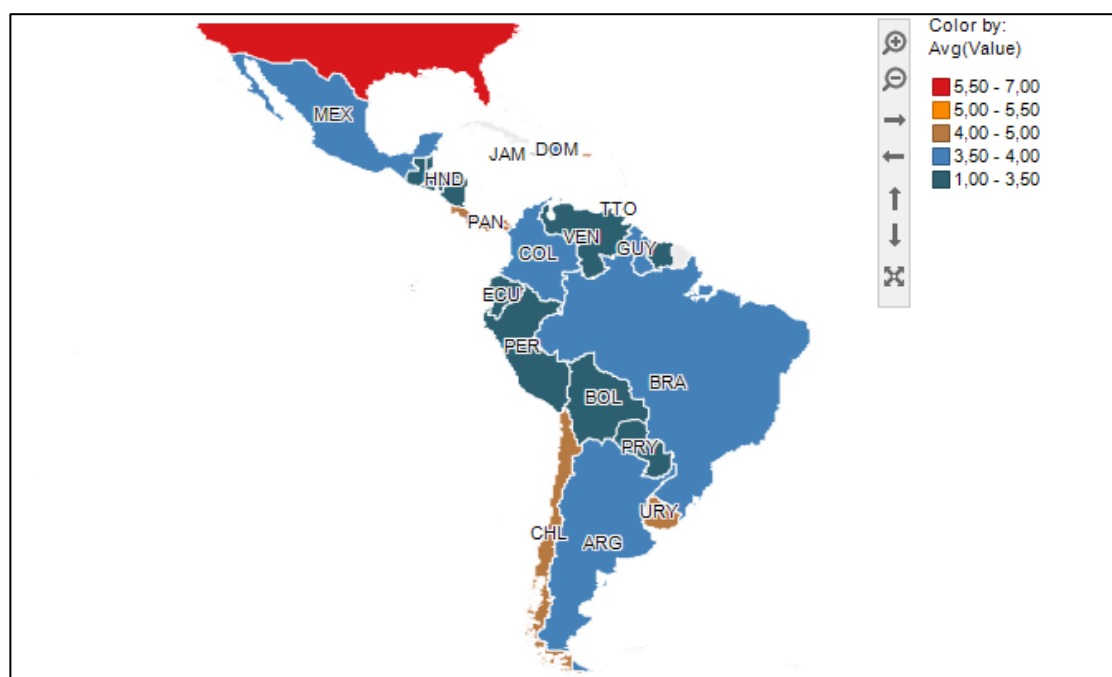 Color by:
Avg(Value)
5,50 - 7,00
5,00 - 5,50
4,00 - 5,00
3,50 - 4,00
1,00 - 3,50
MEX
JAM
DOM
HND
PAN
TTO
VEN
GUY
COL
ECU
PER
BRA
BOL
PRY
URY
CHL
ARG